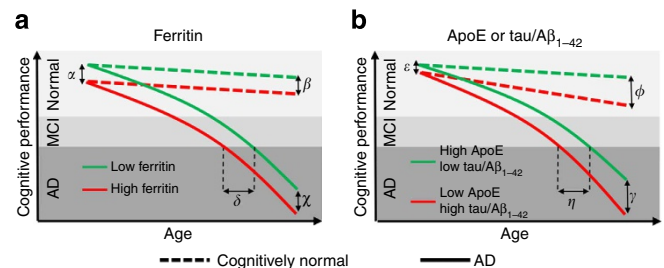 a
Ferritin
Cognitive performance
Normal
MCI
AD
α
β
Low ferritin
High ferritin
δ
χ
Age
b
ApoE or tau/Aβ1–42
Cognitive performance
Normal
MCI
AD
ε
ϕ
High ApoE
low tau/Aβ1–42
Low ApoE
high tau/Aβ1–42
η
γ
Age
Cognitively normal
AD